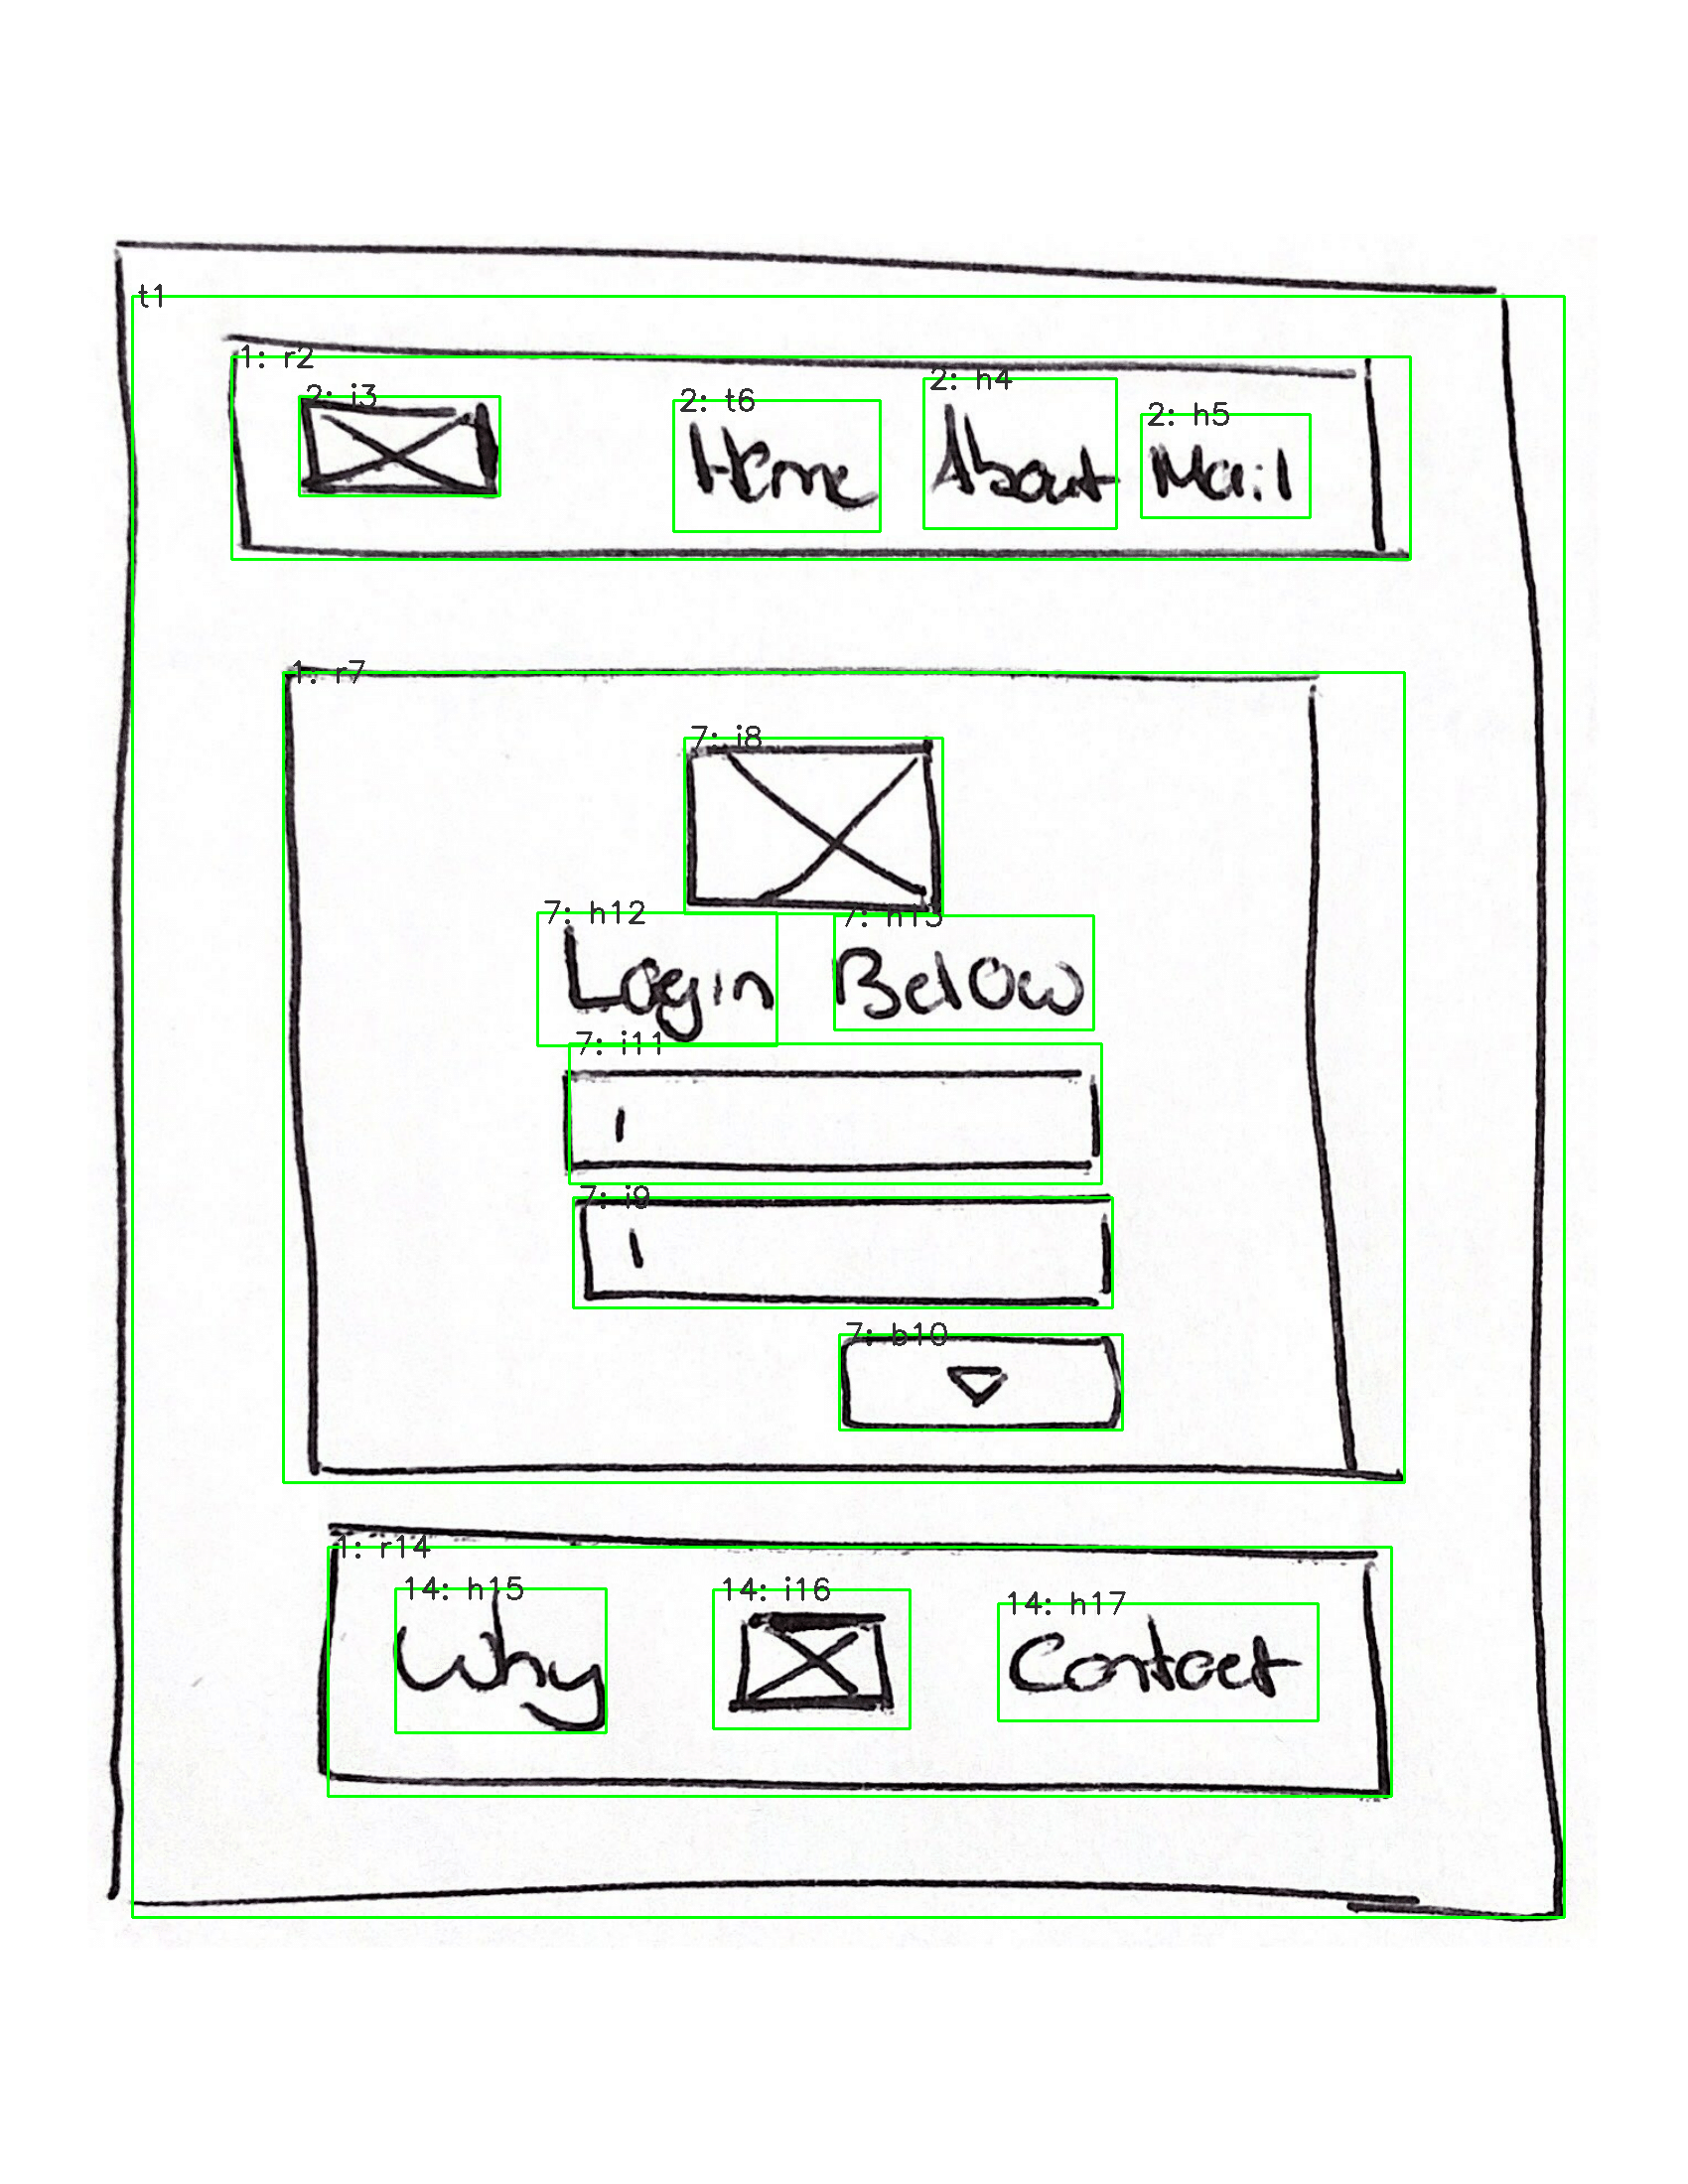 t1
1: r2
2: i3 2: t6 2: h4 2: h5
Home About Mail
1: r7
7: i8
7: h12 7: h13
Login Below
7: i11
7: i9
7: b10
1: r14
14: h15 14: i16 14: h17
Why Contact